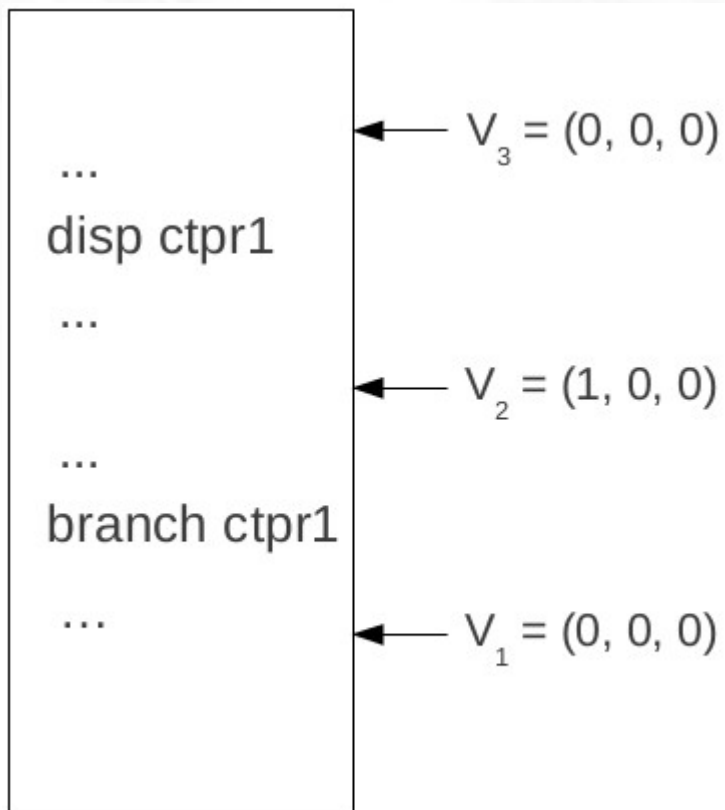 V₃ = (0, 0, 0)
...
disp ctpr1
...
V₂ = (1, 0, 0)
...
branch ctpr1
...
V₁ = (0, 0, 0)